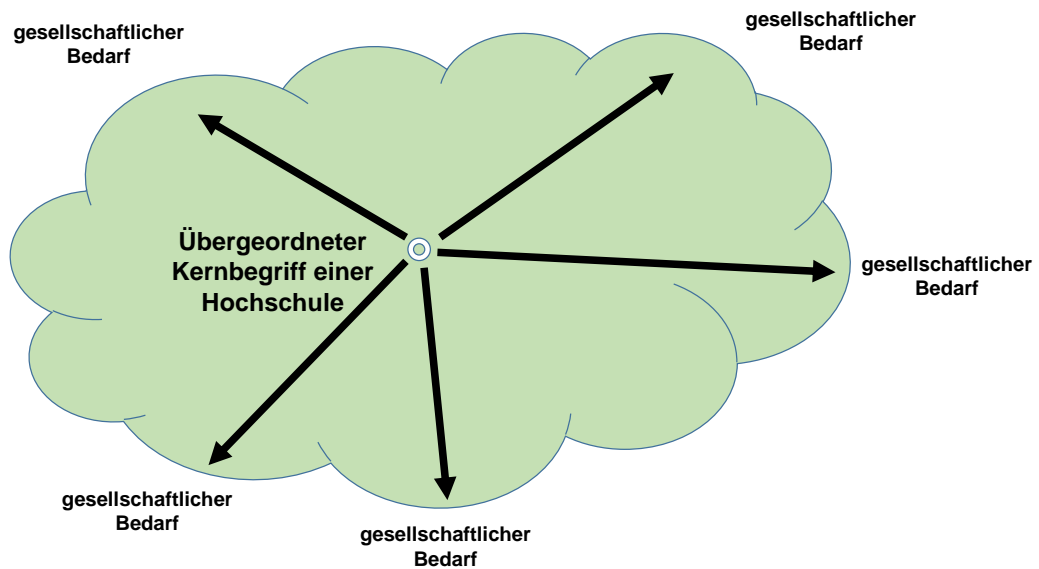 gesellschaftlicher
Bedarf
gesellschaftlicher
Bedarf
Übergeordneter
Kernbegriff einer
Hochschule
gesellschaftlicher
Bedarf
gesellschaftlicher
Bedarf
gesellschaftlicher
Bedarf